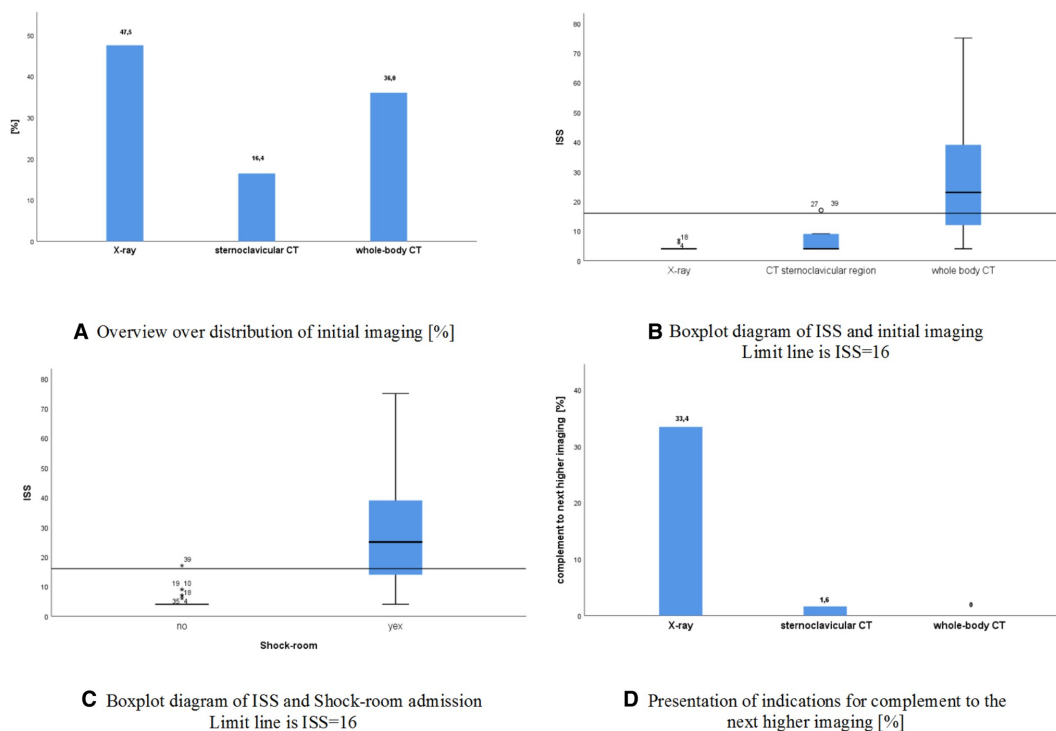 47,5
50
40
30
20
10
0
[%]
36,0
16,4
X-ray
sternoclavicular CT
whole-body CT
A Overview over distribution of initial imaging [%]
80
70
60
50
40
30
20
10
0
ISS
27 39
18
4
X-ray
CT sternoclavicular region
whole body CT
B Boxplot diagram of ISS and initial imaging
Limit line is ISS=16
80
70
60
50
40
30
20
10
0
ISS
39
19 10
18
35 4
no
yex
Shock-room
C Boxplot diagram of ISS and Shock-room admission
Limit line is ISS=16
40
30
20
10
0
complement to next higher imaging [%]
33,4
1,6
0
X-ray
sternoclavicular CT
whole-body CT
D Presentation of indications for complement to the
next higher imaging [%]